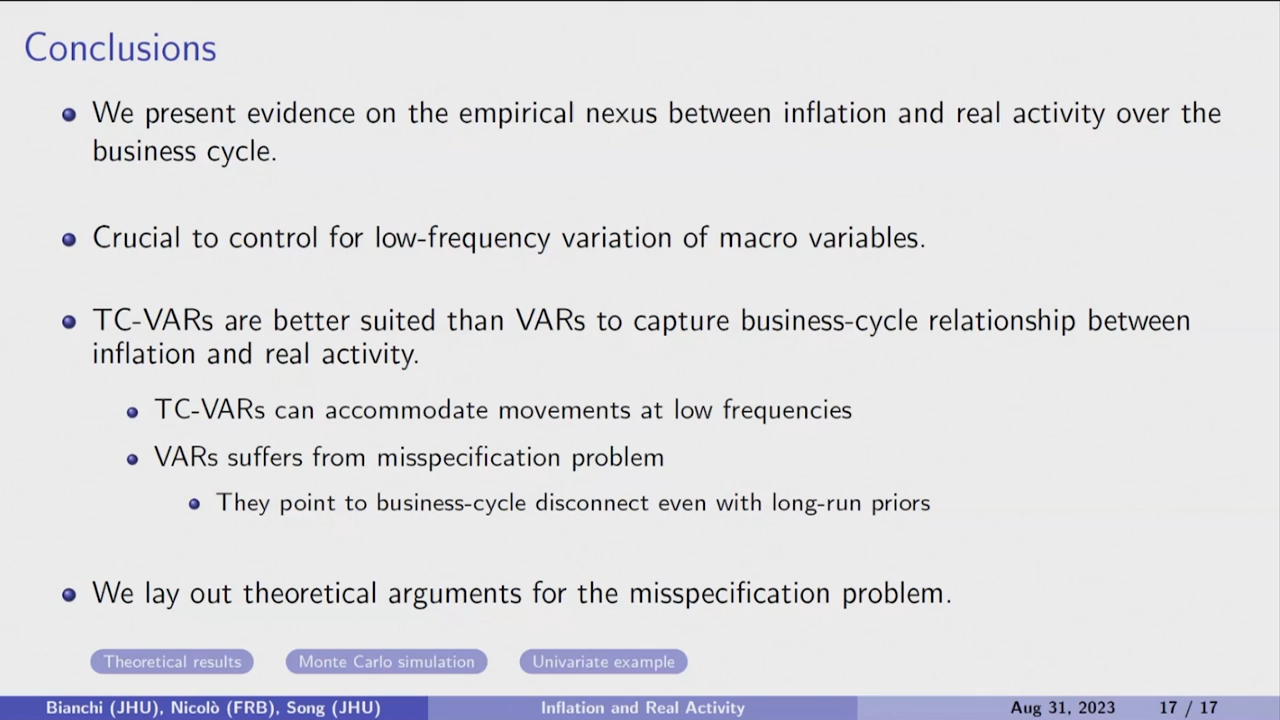 Conclusions
We present evidence on the empirical nexus between inflation and real activity over the
business cycle.
Crucial to control for low-frequency variation of macro variables.
TC-VARs are better suited than VARs to capture business-cycle relationship between
inflation and real activity.
TC-VARs can accommodate movements at low frequencies
VARs suffers from misspecification problem
They point to business-cycle disconnect even with long-run priors
We lay out theoretical arguments for the misspecification problem.
Theoretical results Monte Carlo simulation Univariate example
Bianchi (JHU), Nicolò (FRB), Song (JHU) Inflation and Real Activity Aug 31, 2023 17 / 17